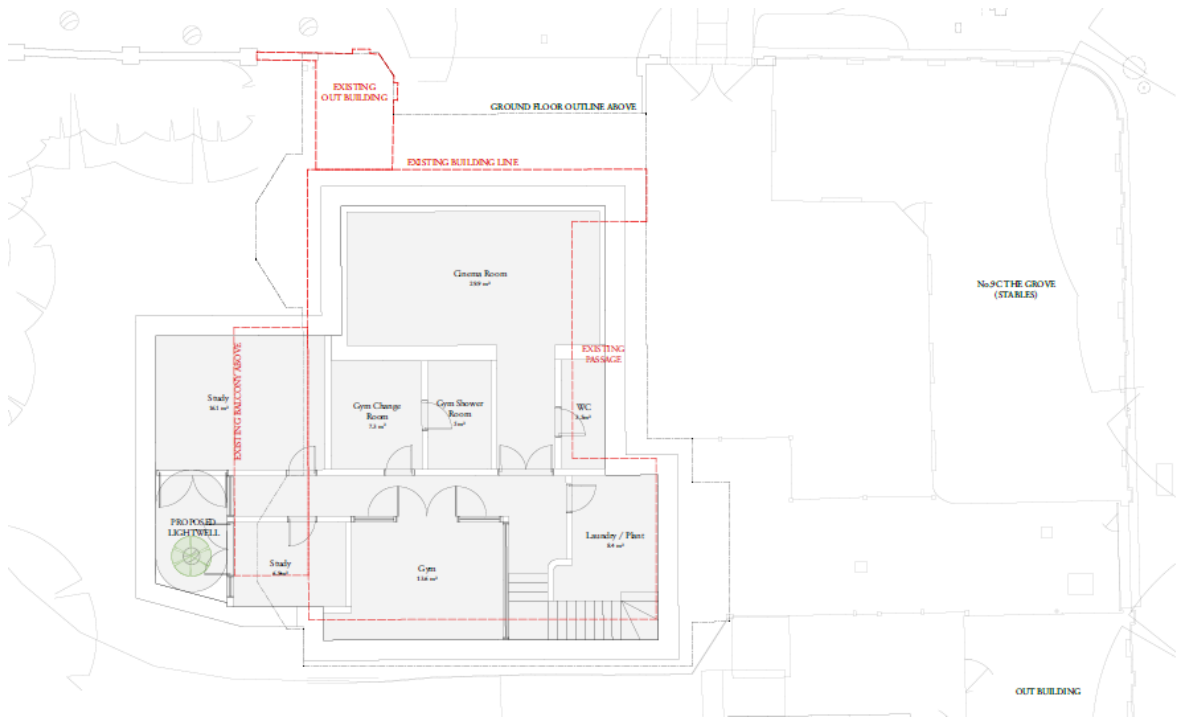 EXISTING
OUT BUILDING
GROUND FLOOR OUTLINE ABOVE
EXISTING BUILDING LINE
Cinema Room
No.9C THE GROVE
(STABLES)
EXISTING
PASSAGE
EXISTING BALCONY ABOVE
Study
Gym Change
Room
Gym Shower
Room
WC
PROPOSED
LIGHTWELL
Study
Gym
Laundry / Plant
OUT BUILDING